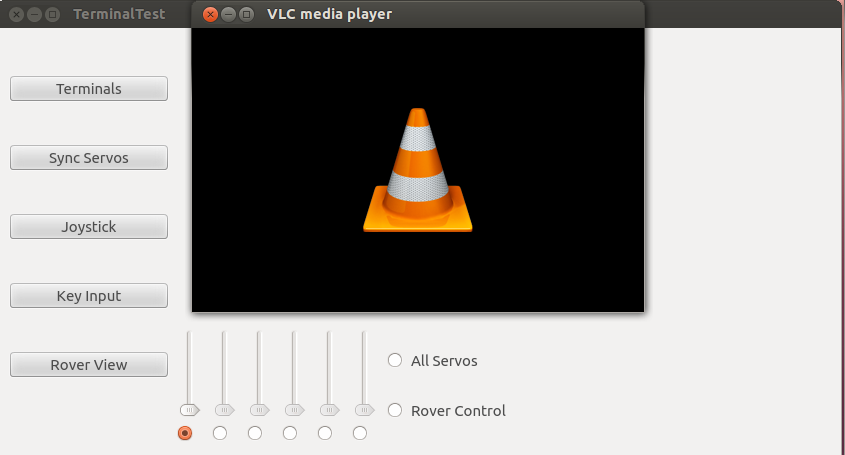 TerminalTest
VLC media player
Terminals
Sync Servos
Joystick
Key Input
Rover View
All Servos
Rover Control